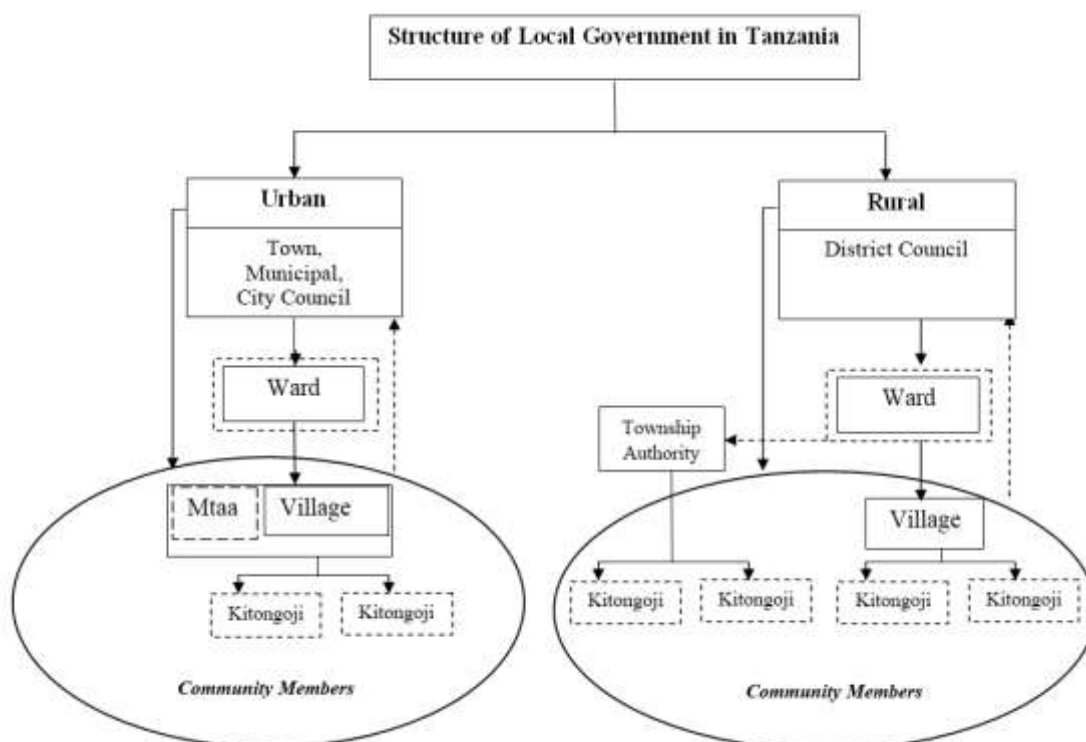 Structure of Local Government in Tanzania
Urban
Town,
Municipal,
City Council
Ward
Mtaa
Village
Kitongoji
Kitongoji
Community Members
Rural
District Council
Ward
Township
Authority
Village
Kitongoji
Kitongoji
Kitongoji
Kitongoji
Community Members